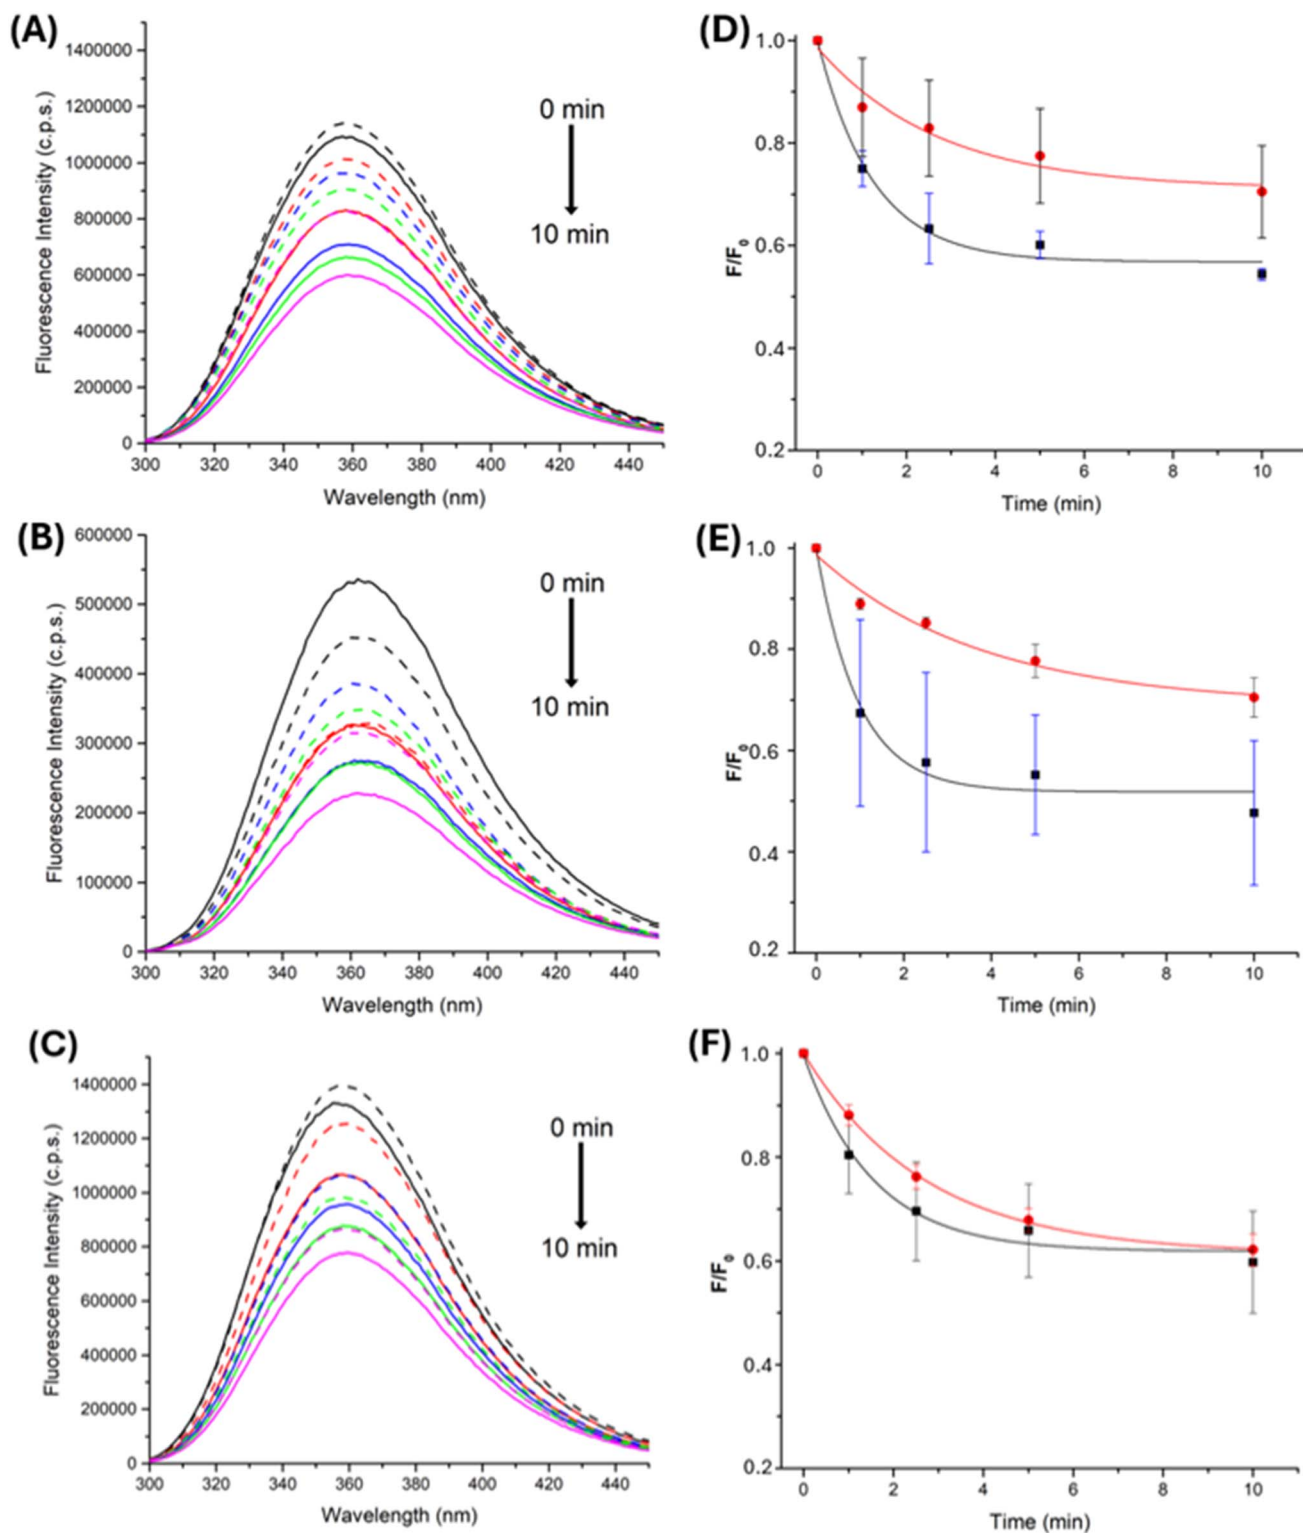 (A)
Fluorescence Intensity (c.p.s.)
1400000
1200000
1000000
800000
600000
400000
200000
0
0 min
10 min
300 320 340 360 380 400 420 440
Wavelength (nm)
(D)
F/F₀
1.0
0.8
0.6
0.4
0.2
0 2 4 6 8 10
Time (min)
(B)
Fluorescence Intensity (c.p.s.)
600000
500000
400000
300000
200000
100000
0
0 min
10 min
300 320 340 360 380 400 420 440
Wavelength (nm)
(E)
F/F₀
1.0
0.8
0.6
0.4
0.2
0 2 4 6 8 10
Time (min)
(C)
Fluorescence Intensity (c.p.s.)
1400000
1200000
1000000
800000
600000
400000
200000
0
0 min
10 min
300 320 340 360 380 400 420 440
Wavelength (nm)
(F)
F/F₀
1.0
0.8
0.6
0.4
0.2
0 2 4 6 8 10
Time (min)